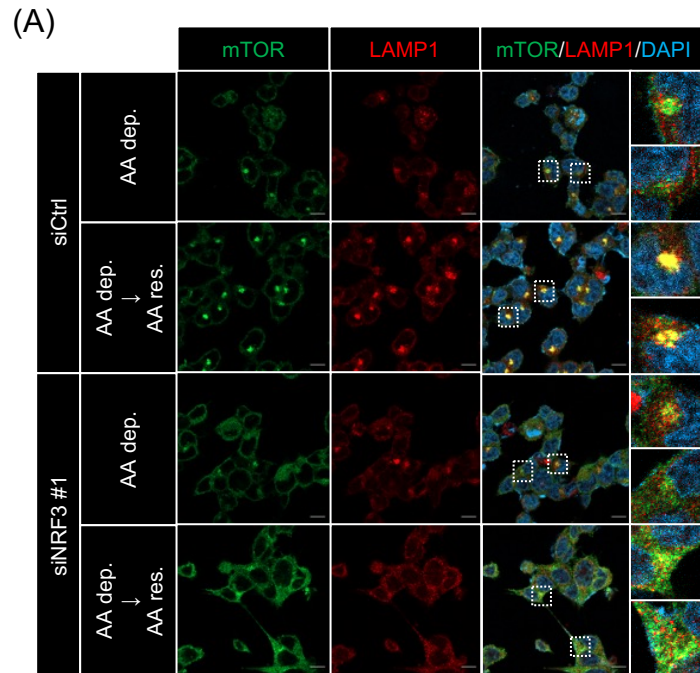 (A)
mTOR LAMP1 mTOR/LAMP1/DAPI
siCtrl
AA dep.
AA dep.
→
AA res.
siNRF3 #1
AA dep.
AA dep.
→
AA res.